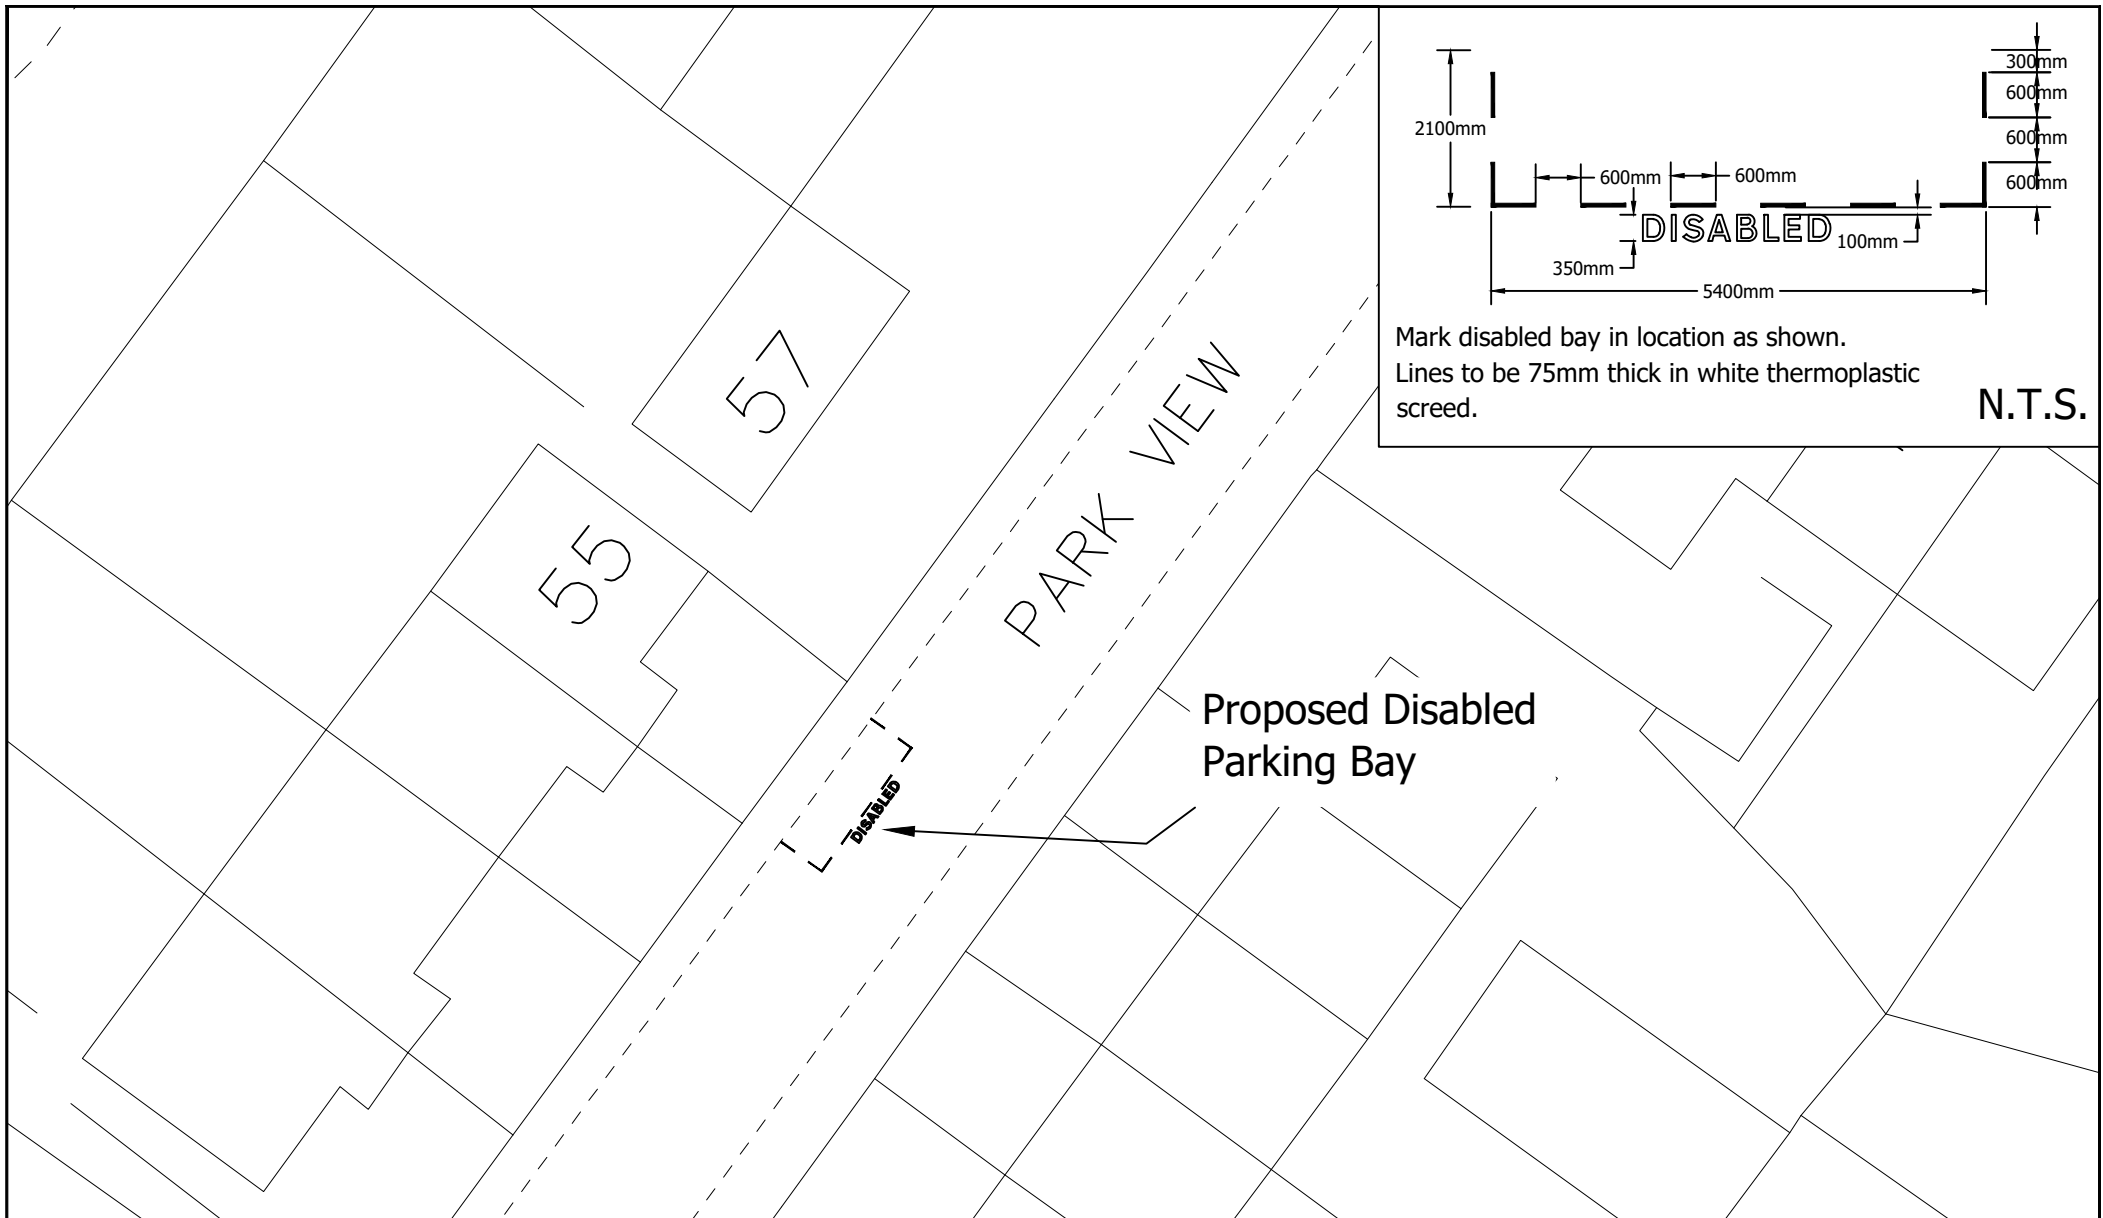 300mm
600mm
2100mm
600mm
600mm
600mm
600mm
DISABLED
100mm
350mm
5400mm
Mark disabled bay in location as shown.
Lines to be 75mm thick in white thermoplastic
screed.
N.T.S.
57
55
PARK VIEW
Proposed Disabled
Parking Bay
DISABLED